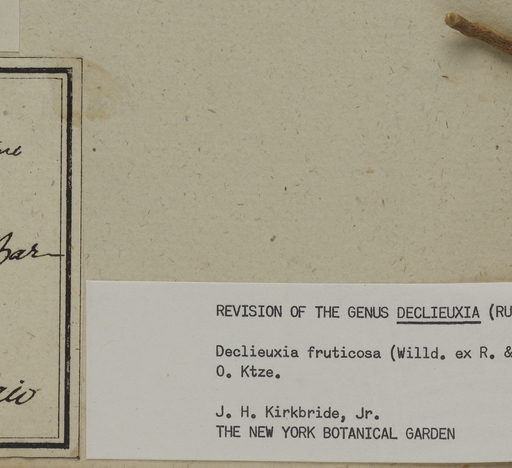 REVISION OF THE GENUS DECLIEUXIA (RU
Declieuxia fruticosa (Willd. ex R. &
O. Ktze.
J. H. Kirkbride, Jr.
THE NEW YORK BOTANICAL GARDEN